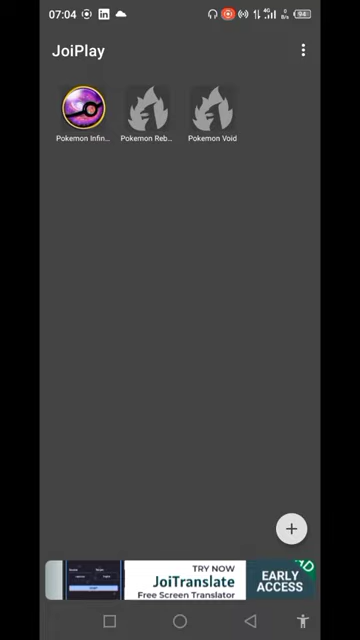 07:04
JoiPlay
Pokemon Infin... Pokemon Reb... Pokemon Void
TRY NOW
JoiTranslate
Free Screen Translator
EARLY
ACCESS